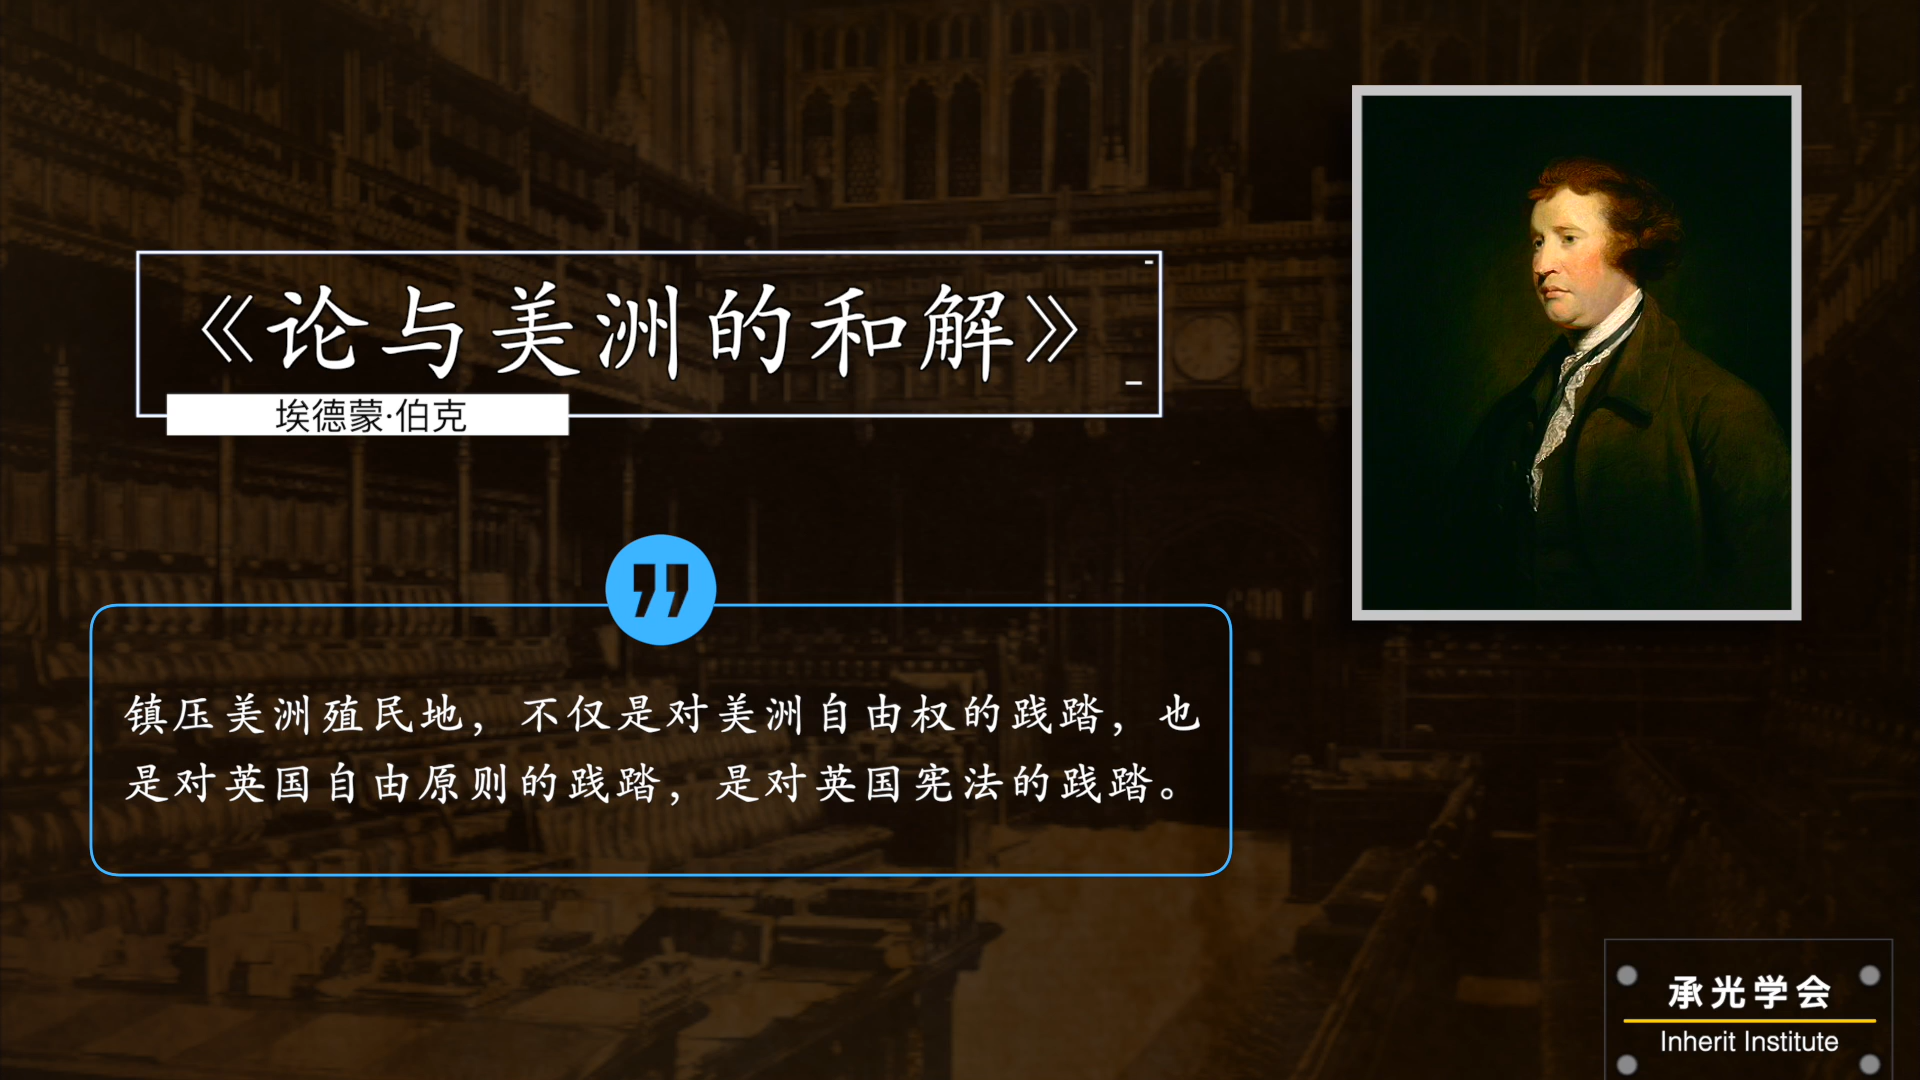 《论与美洲的和解》
埃德蒙·伯克
镇压美洲殖民地，不仅是对美洲自由权的践踏，也
是对英国自由原则的践踏，是对英国宪法的践踏。
承光学会
Inherit Institute